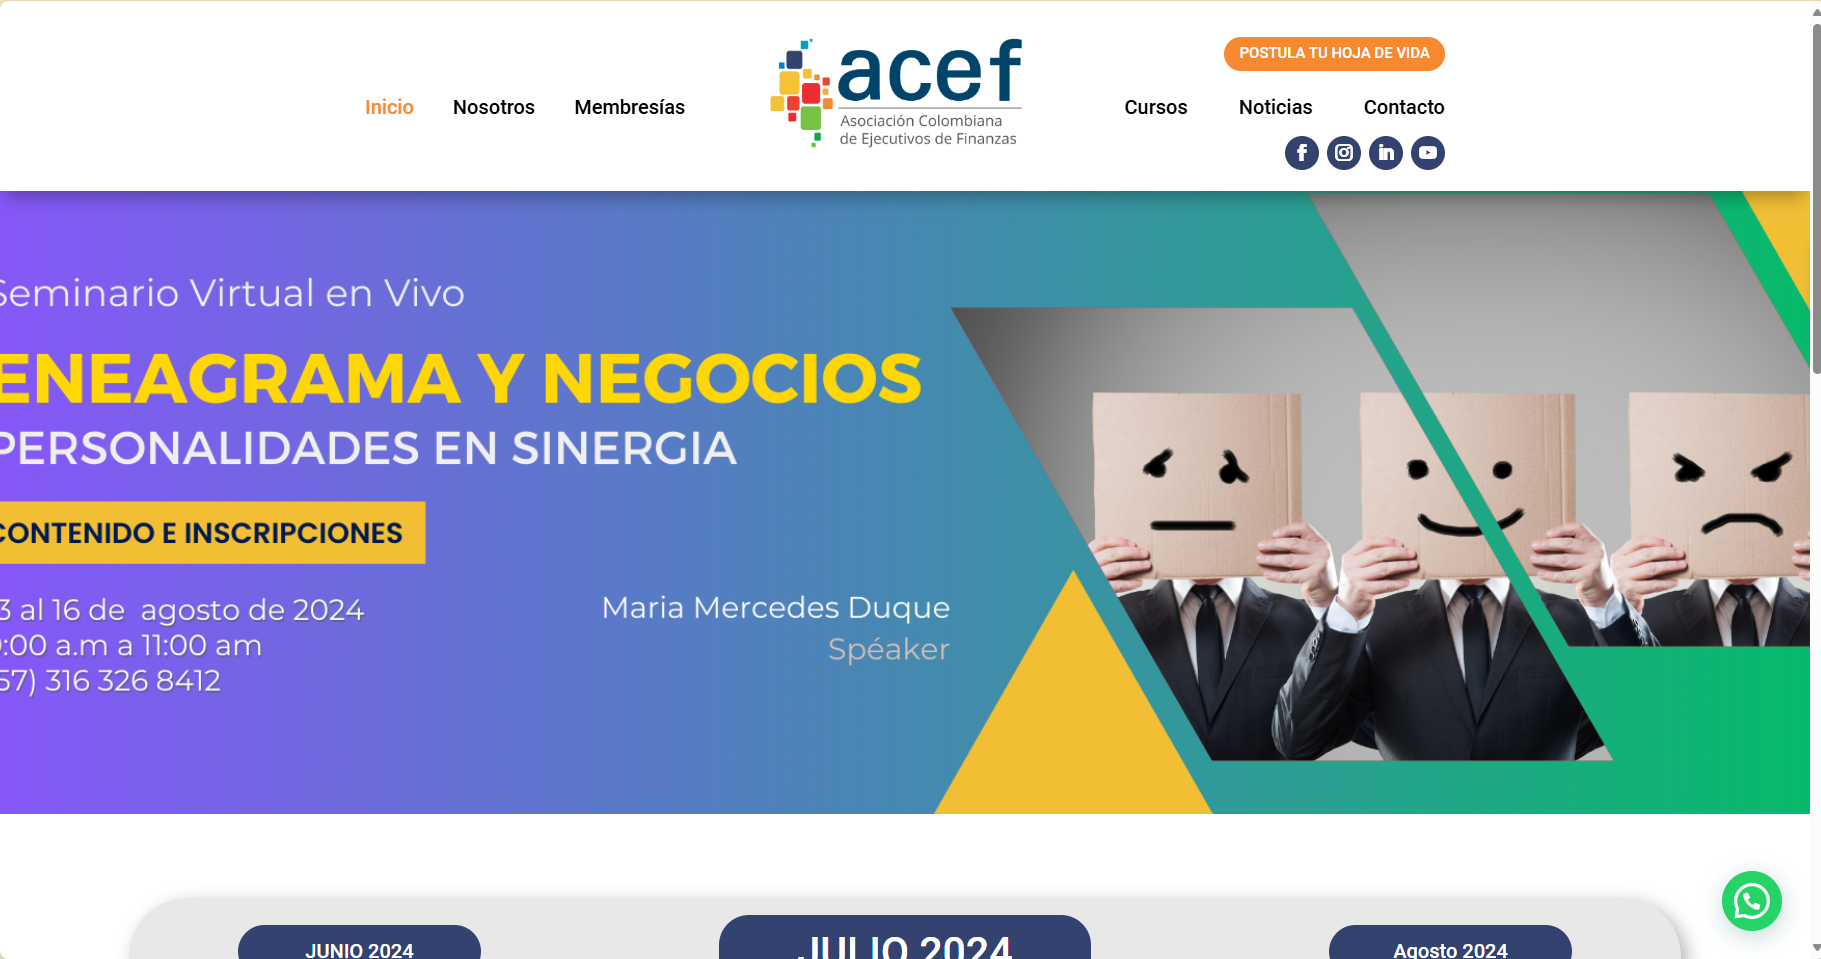 POSTULA TU HOJA DE VIDA
Inicio
Nosotros
Membresías
acef
Asociación Colombiana
de Ejecutivos de Finanzas
Cursos
Noticias
Contacto
Seminario Virtual en Vivo
ENEAGRAMA Y NEGOCIOS
PERSONALIDADES EN SINERGIA
CONTENIDO E INSCRIPCIONES
3 al 16 de agosto de 2024
:00 a.m a 11:00 am
57) 316 326 8412
Maria Mercedes Duque
Spéaker
JUNIO 2024
JULIO 2024
Agosto 2024